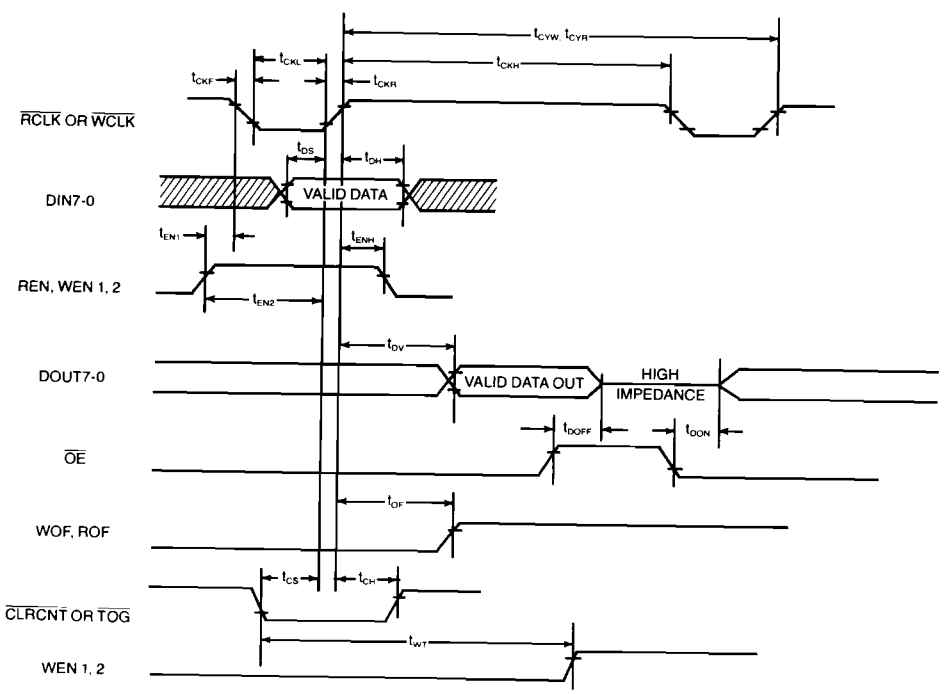 tCYW, tCYR
tCKL
tCKH
tCKF
tCKR
RCLK OR WCLK
tDS
tDH
DIN7-0
VALID DATA
tEN1
tENH
REN, WEN 1, 2
tEN2
tDV
DOUT7-0
VALID DATA OUT
HIGH
IMPEDANCE
tDOFF
tDON
OE
tOF
WOF, ROF
tCS
tCH
CLRCNT OR TOG
tWT
WEN 1, 2